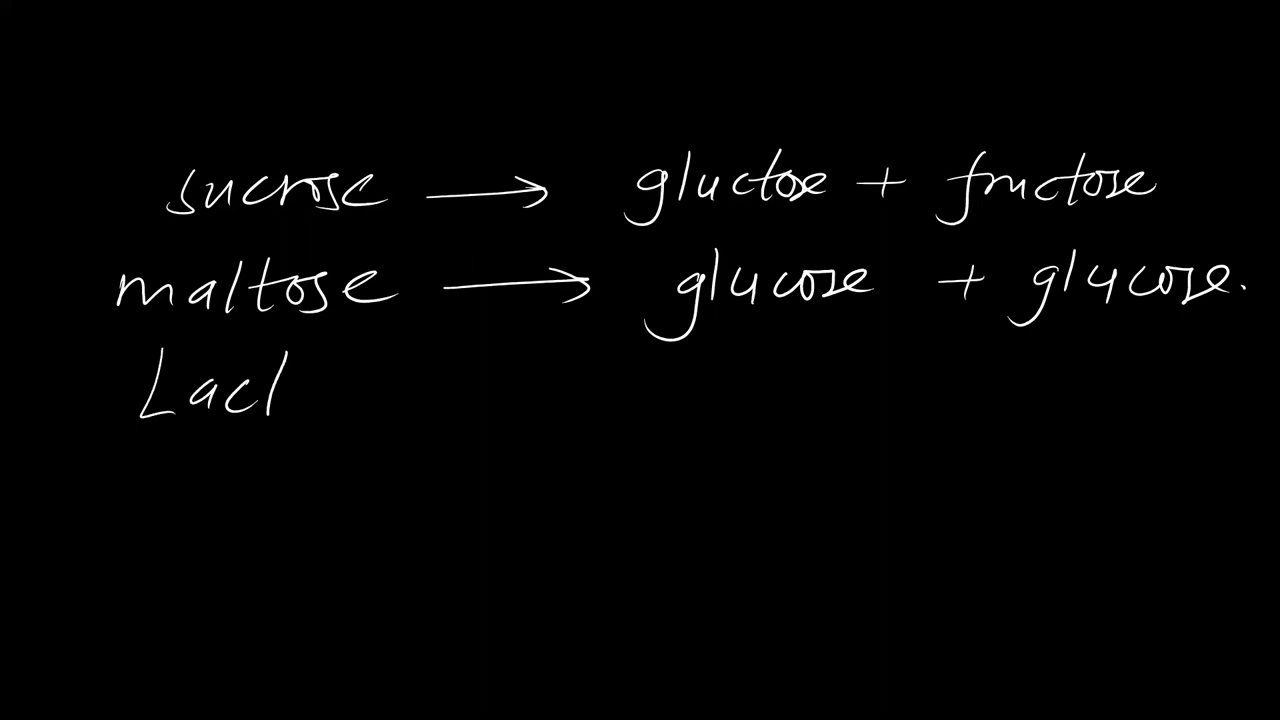 sucrose → gluctose + fructose
maltose → glucose + glucose.
Lacl